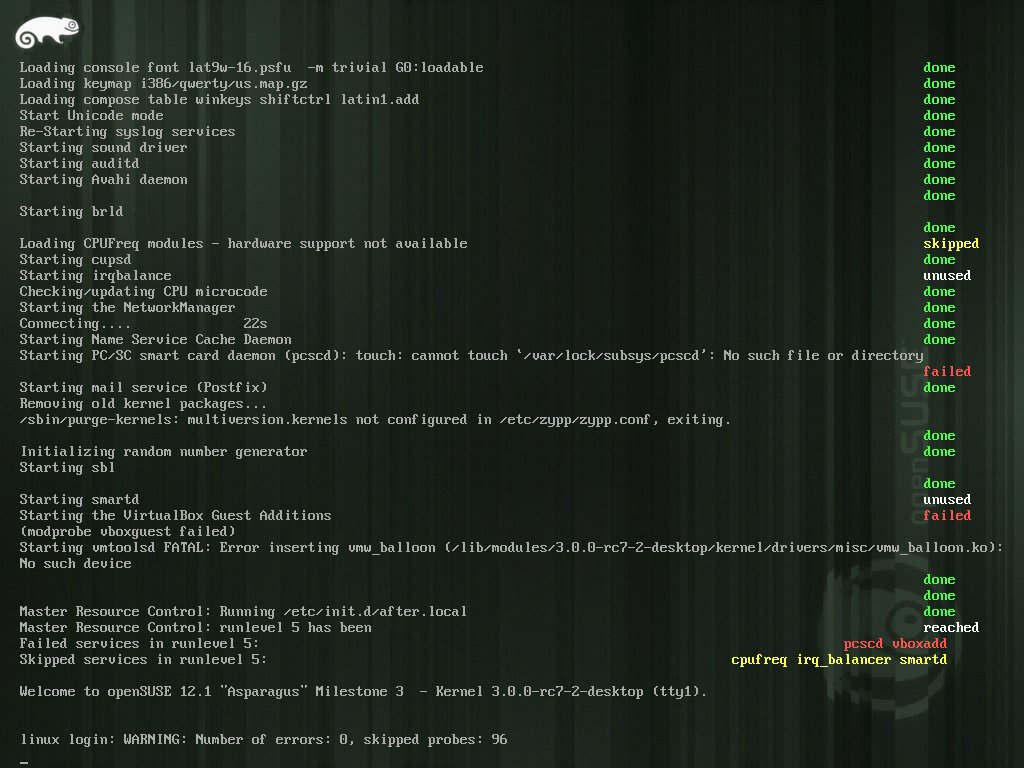 Loading console font lat9w-16.psfu  -m trivial G0:loadable done
Loading keymap i386/qwerty/us.map.gz done
Loading compose table winkeys shiftctrl latin1.add done
Start Unicode mode done
Re-Starting syslog services done
Starting sound driver done
Starting auditd done
Starting Avahi daemon done
done
Starting brld
done
Loading CPUFreq modules - hardware support not available skipped
Starting cupsd done
Starting irqbalance unused
Checking/updating CPU microcode done
Starting the NetworkManager done
Connecting.... 22s done
Starting Name Service Cache Daemon done
Starting PC/SC smart card daemon (pcscd): touch: cannot touch `/var/lock/subsys/pcscd': No such file or directory
failed
Starting mail service (Postfix) done
Removing old kernel packages...
/sbin/purge-kernels: multiversion.kernels not configured in /etc/zypp/zypp.conf, exiting.
done
Initializing random number generator done
Starting sbl
done
Starting smartd unused
Starting the VirtualBox Guest Additions failed
(modprobe vboxguest failed)
Starting vmtoolsd FATAL: Error inserting vmw_balloon (/lib/modules/3.0.0-rc7-2-desktop/kernel/drivers/misc/vmw_balloon.ko):
No such device
done
done
Master Resource Control: Running /etc/init.d/after.local done
Master Resource Control: runlevel 5 has been reached
Failed services in runlevel 5: pcscd vboxadd
Skipped services in runlevel 5: cpufreq irq_balancer smartd
Welcome to openSUSE 12.1 "Asparagus" Milestone 3  - Kernel 3.0.0-rc7-2-desktop (tty1).
linux login: WARNING: Number of errors: 0, skipped probes: 96
_
openSUSE